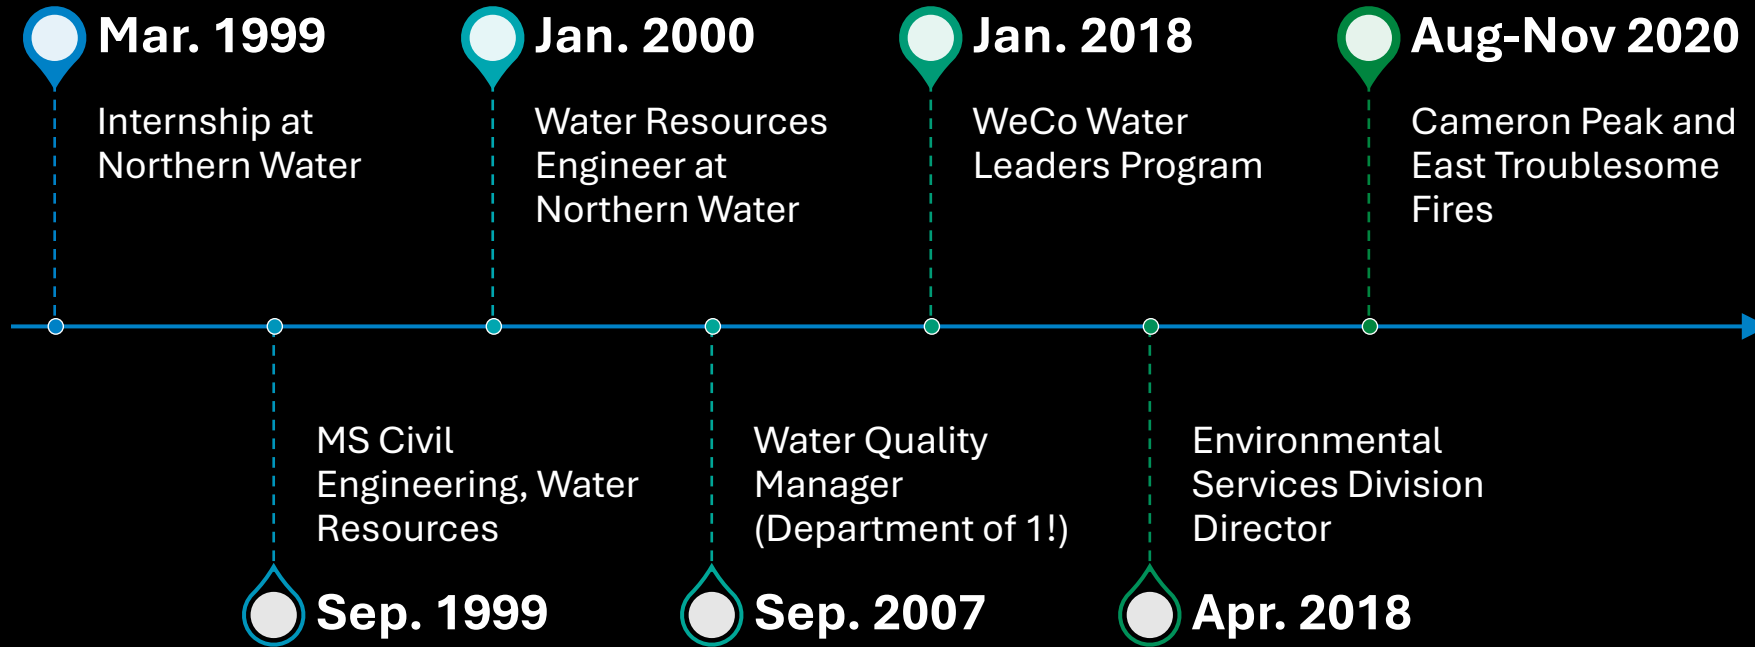 Mar. 1999
Internship at
Northern Water
Jan. 2000
Water Resources
Engineer at
Northern Water
Jan. 2018
WeCo Water
Leaders Program
Aug-Nov 2020
Cameron Peak and
East Troublesome
Fires
MS Civil
Engineering, Water
Resources
Sep. 1999
Water Quality
Manager
(Department of 1!)
Sep. 2007
Environmental
Services Division
Director
Apr. 2018